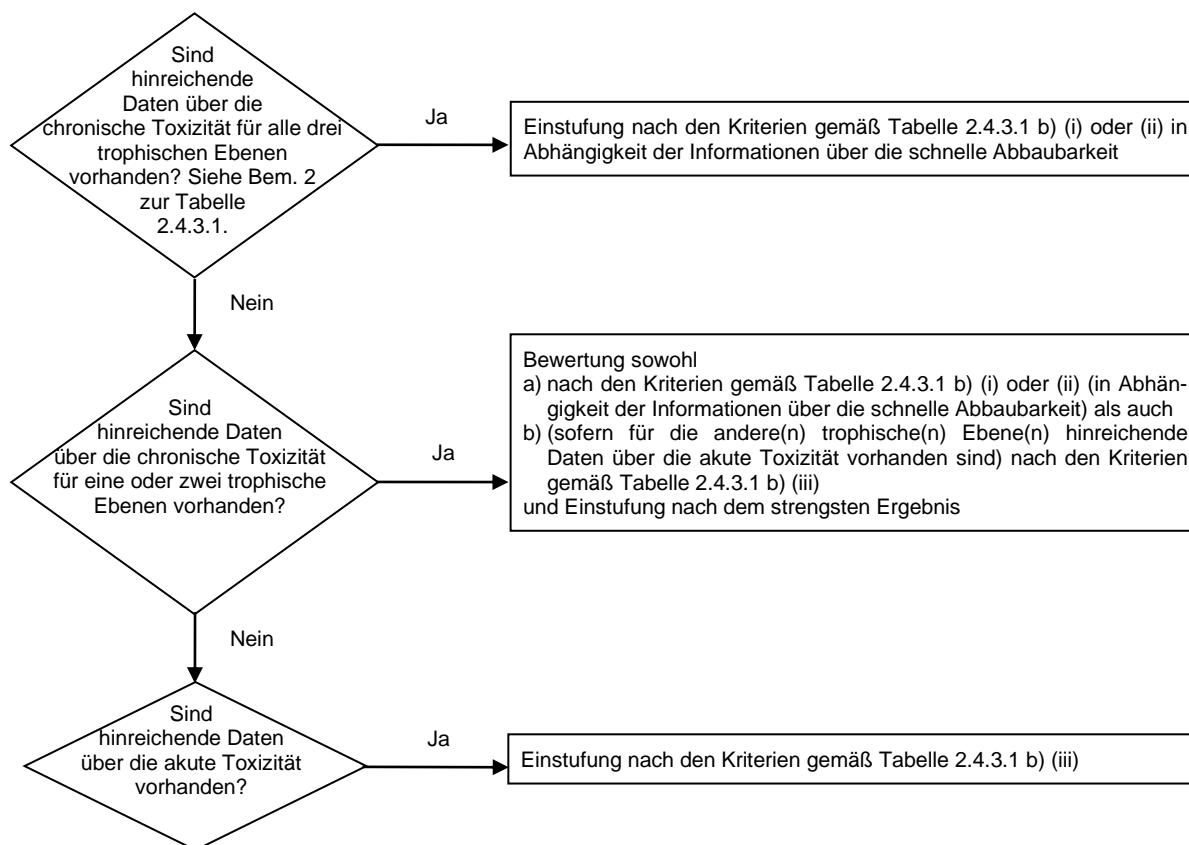 Sind
hinreichende
Daten über die
chronische Toxizität für alle drei
trophischen Ebenen
vorhanden? Siehe Bem. 2
zur Tabelle
2.4.3.1.
Ja
Einstufung nach den Kriterien gemäß Tabelle 2.4.3.1 b) (i) oder (ii) in
Abhängigkeit der Informationen über die schnelle Abbaubarkeit
Nein
Sind
hinreichende Daten
über die chronische Toxizität
für eine oder zwei trophische
Ebenen vorhanden?
Ja
Bewertung sowohl
a) nach den Kriterien gemäß Tabelle 2.4.3.1 b) (i) oder (ii) (in Abhän-
gigkeit der Informationen über die schnelle Abbaubarkeit) als auch
b) (sofern für die andere(n) trophische(n) Ebene(n) hinreichende
Daten über die akute Toxizität vorhanden sind) nach den Kriterien
gemäß Tabelle 2.4.3.1 b) (iii)
und Einstufung nach dem strengsten Ergebnis
Nein
Sind
hinreichende Daten
über die akute Toxizität
vorhanden?
Ja
Einstufung nach den Kriterien gemäß Tabelle 2.4.3.1 b) (iii)